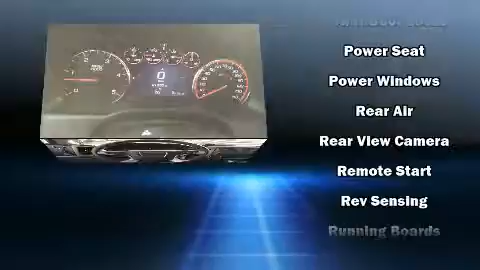 Power Seat
Power Windows
Rear Air
Rear View Camera
Remote Start
Rev Sensing
Running Boards